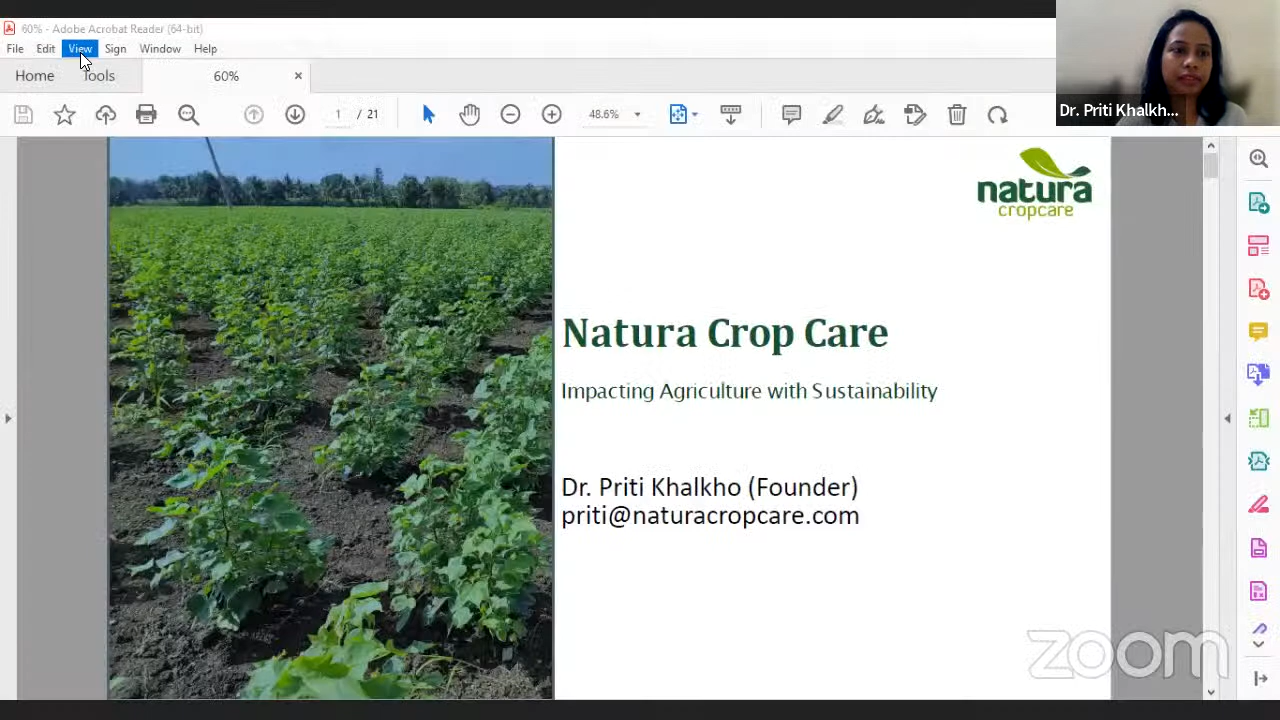 60% - Adobe Acrobat Reader (64-bit)
File Edit View Sign Window Help
Home Tools 60%
1 / 21 48.6%
Dr. Priti Khalkh...
natura
cropcare
Natura Crop Care
Impacting Agriculture with Sustainability
Dr. Priti Khalkho (Founder)
priti@naturacropcare.com
zoom